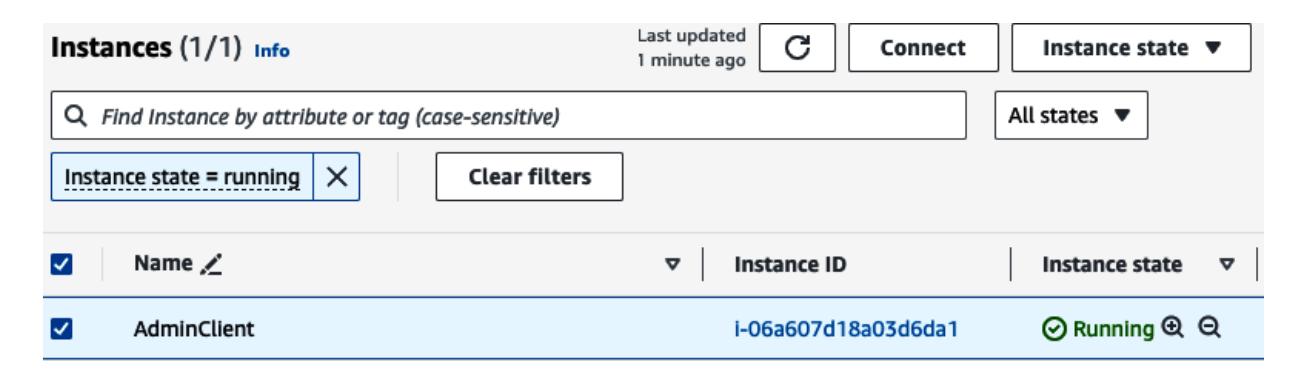 Instances (1/1) Info
Last updated
1 minute ago
Connect
Instance state
Find Instance by attribute or tag (case-sensitive)
All states
Instance state = running
Clear filters
Name
Instance ID
Instance state
AdminClient
i-06a607d18a03d6da1
Running